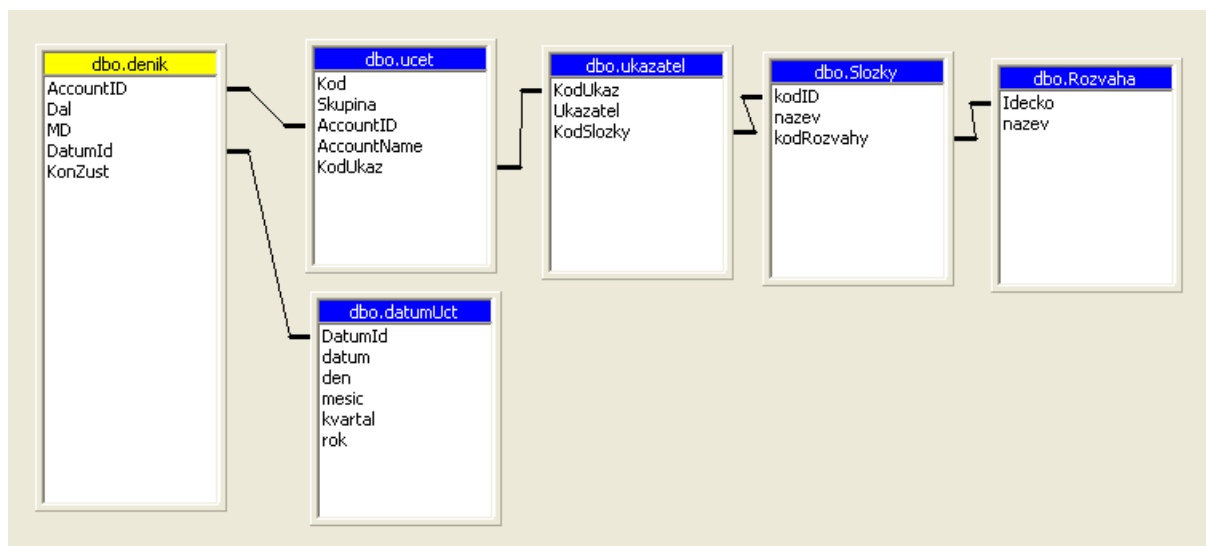 dbo.denik
AccountID
Dal
MD
DatumId
KonZust
dbo.ucet
Kod
Skupina
AccountID
AccountName
KodUkaz
dbo.ukazatel
KodUkaz
Ukazatel
KodSlozky
dbo.Slozky
kodID
nazev
kodRozvahy
dbo.Rozvaha
Idecko
nazev
dbo.datumUct
DatumId
datum
den
mesic
kvartal
rok